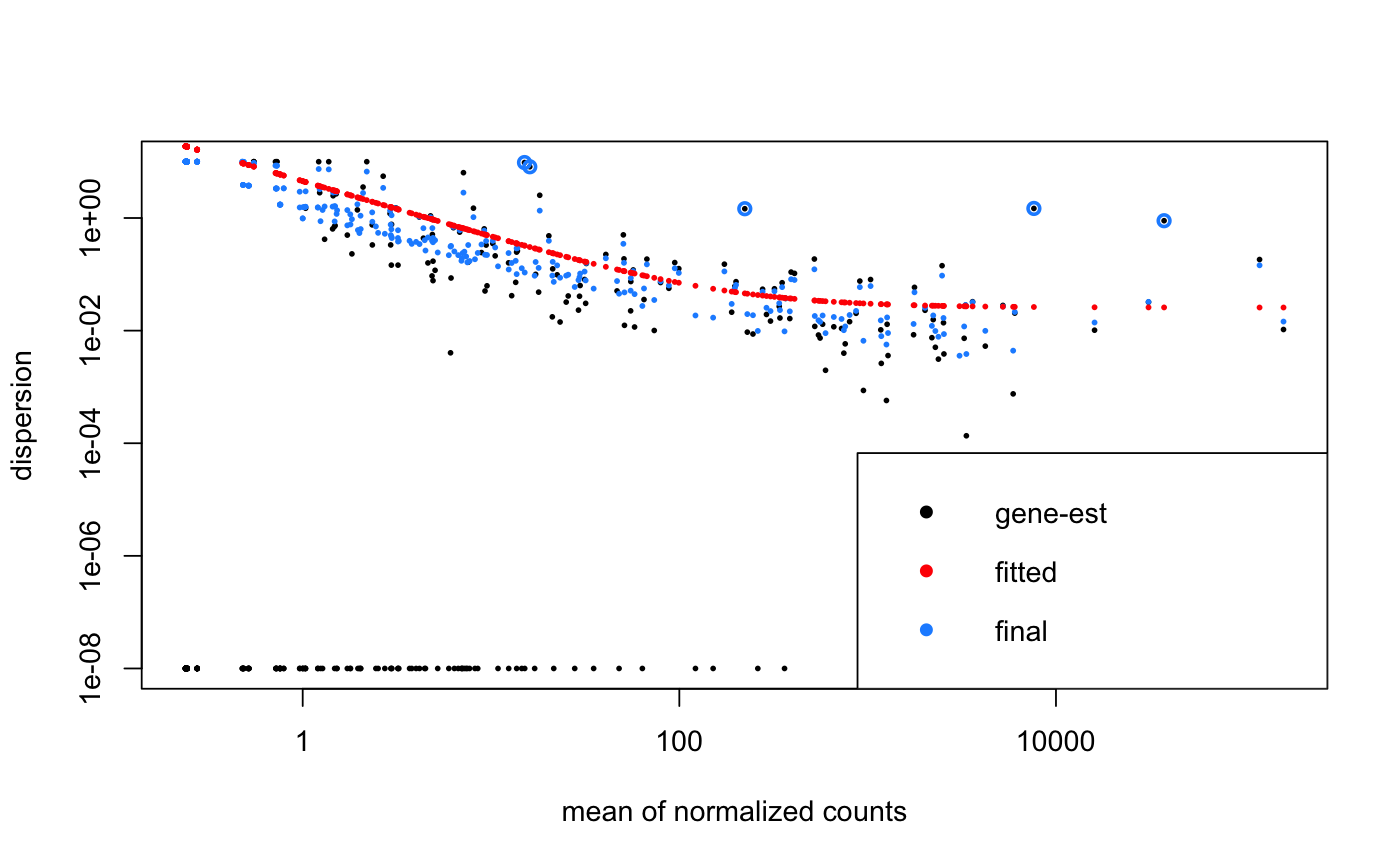 dispersion
1e+00
1e-02
1e-04
1e-06
1e-08
gene-est
fitted
final
1
100
10000
mean of normalized counts